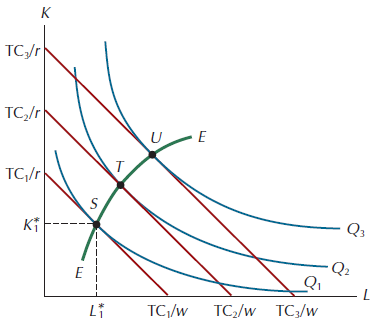 K
TC₃/r
TC₂/r
TC₁/r
K₁*
U
E
T
S
E
Q₃
Q₂
Q₁
L
L₁*
TC₁/w
TC₂/w
TC₃/w